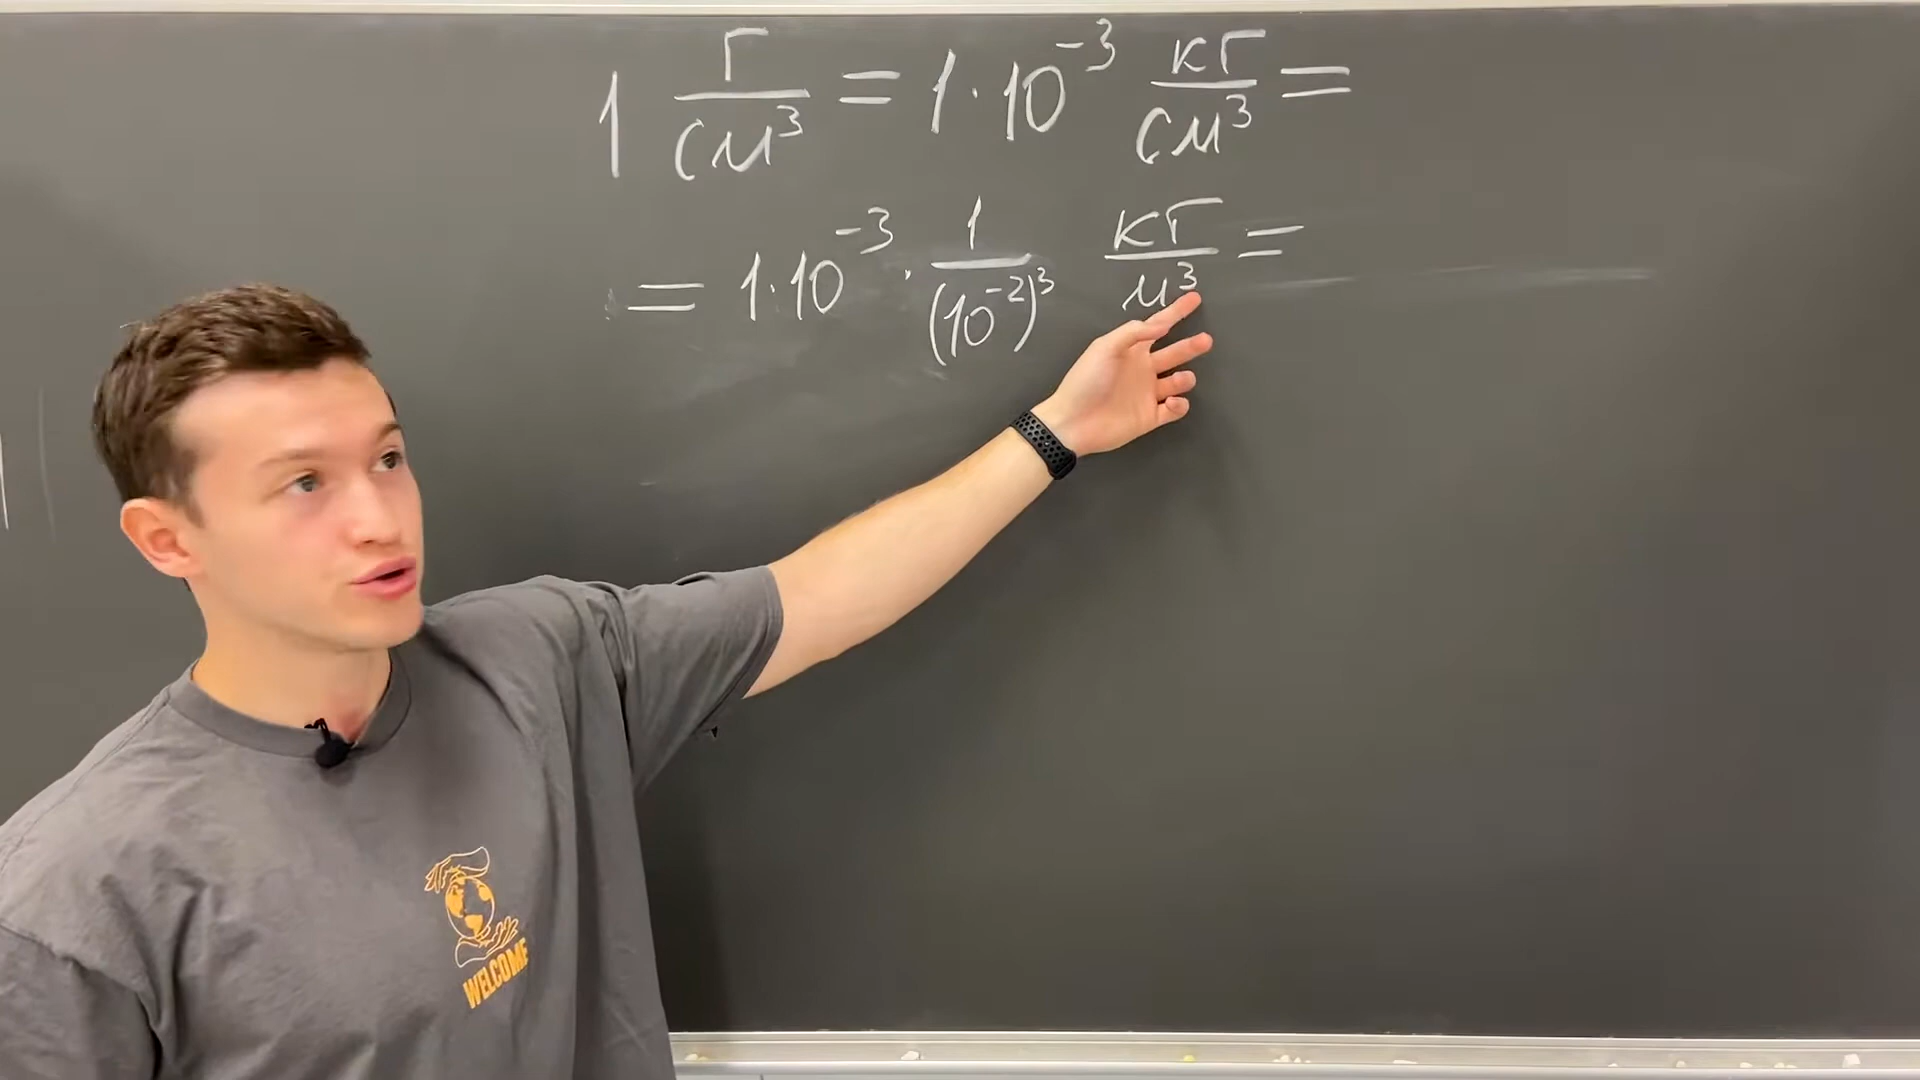 1 г/см³ = 1·10⁻³ кг/см³ =
= 1·10⁻³ · 1/(10⁻²)³ кг/м³ =
WELCOME